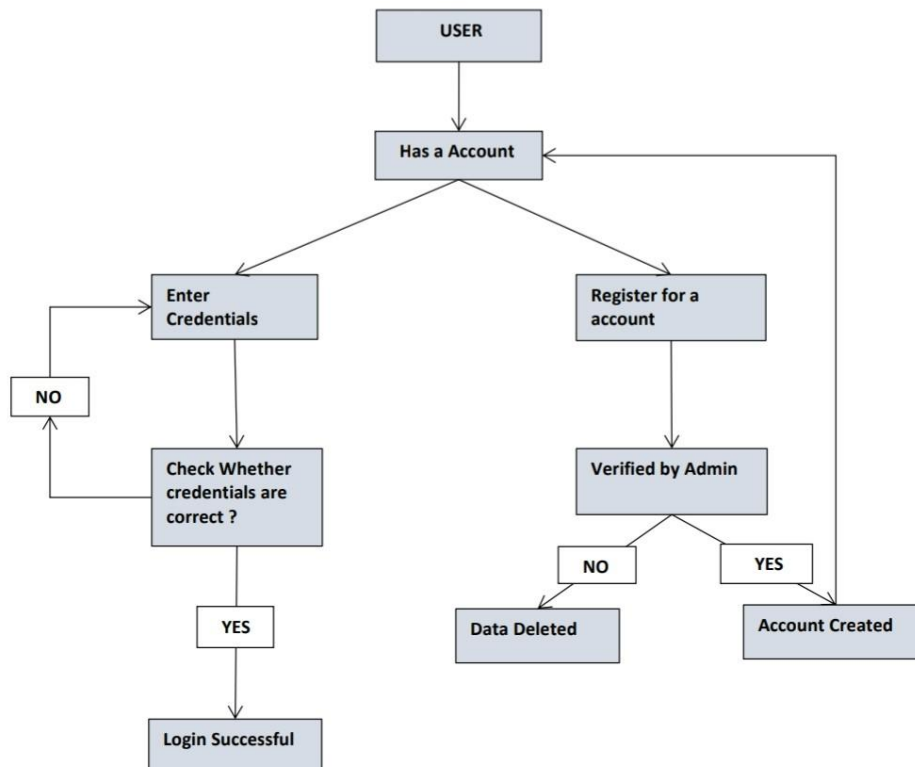 USER
Has a Account
Enter
Credentials
Register for a
account
NO
Check Whether
credentials are
correct ?
Verified by Admin
NO
YES
YES
Data Deleted
Account Created
Login Successful